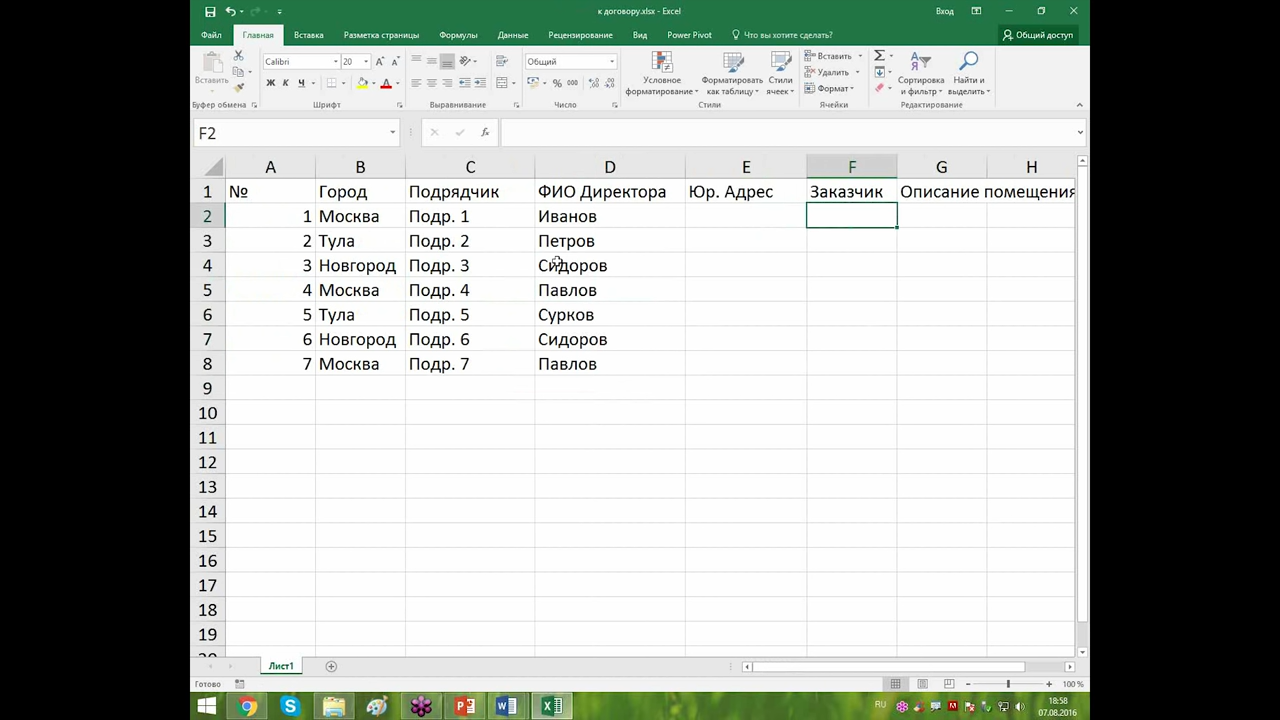 к договору.xlsx - Excel
Вход
Файл Главная Вставка Разметка страницы Формулы Данные Рецензирование Вид Power Pivot Что вы хотите сделать? Общий доступ
Вставить
Calibri 20
Ж К Ч
Общий
% 000
Условное форматирование
Форматировать как таблицу
Стили ячеек
Вставить
Удалить
Формат
Сортировка и фильтр
Найти и выделить
Буфер обмена Шрифт Выравнивание Число Стили Ячейки Редактирование
F2 fx
A B C D E F G H
1 № Город Подрядчик ФИО Директора Юр. Адрес Заказчик Описание помещения
2 1 Москва Подр. 1 Иванов
3 2 Тула Подр. 2 Петров
4 3 Новгород Подр. 3 Сидоров
5 4 Москва Подр. 4 Павлов
6 5 Тула Подр. 5 Сурков
7 6 Новгород Подр. 6 Сидоров
8 7 Москва Подр. 7 Павлов
9
10
11
12
13
14
15
16
17
18
19
Лист1
Готово 100 %
RU 18:58
07.08.2016